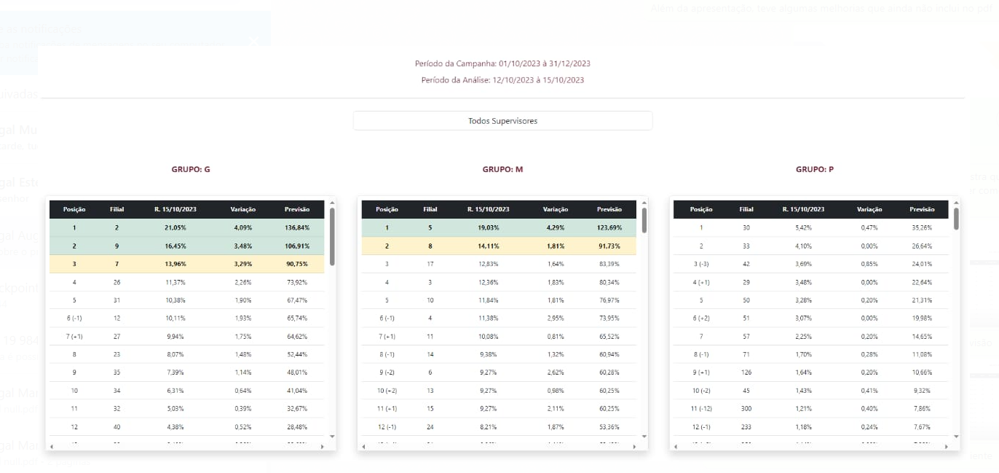 Além da apresentação, teve algumas melhorias que ainda não inclui no pdf
Período da Campanha: 01/10/2023 à 31/12/2023
Período da Análise: 12/10/2023 à 15/10/2023
Todos Supervisores
GRUPO: G
Posição Filial R. 15/10/2023 Variação Previsão
1 2 21,05% 4,09% 136,84%
2 9 16,45% 3,48% 106,91%
3 7 13,96% 3,29% 90,75%
4 26 11,37% 2,26% 73,92%
5 31 10,38% 1,90% 67,47%
6 (-1) 12 10,11% 1,93% 65,74%
7 (+1) 27 9,94% 1,75% 64,62%
8 23 8,07% 1,48% 52,44%
9 35 7,39% 1,14% 48,01%
10 34 6,31% 0,64% 41,04%
11 32 5,03% 0,39% 32,67%
12 40 4,38% 0,52% 28,48%
GRUPO: M
Posição Filial R. 15/10/2023 Variação Previsão
1 5 19,03% 4,29% 123,69%
2 8 14,11% 1,81% 91,73%
3 17 12,83% 1,64% 83,39%
4 3 12,36% 1,83% 80,34%
5 10 11,84% 1,81% 76,97%
6 (-1) 4 11,38% 2,95% 73,95%
7 (+1) 11 10,08% 0,81% 65,52%
8 (-1) 14 9,38% 1,32% 60,94%
9 (-2) 6 9,27% 2,62% 60,28%
10 (+2) 13 9,27% 0,98% 60,25%
11 (+1) 15 9,27% 2,11% 60,25%
12 (-1) 24 8,21% 1,87% 53,36%
GRUPO: P
Posição Filial R. 15/10/2023 Variação Previsão
1 30 5,42% 0,47% 35,26%
2 33 4,10% 0,00% 26,64%
3 (-3) 42 3,69% 0,85% 24,01%
4 (+1) 29 3,48% 0,00% 22,64%
5 50 3,28% 0,20% 21,31%
6 (+2) 51 3,07% 0,00% 19,98%
7 57 2,25% 0,20% 14,65%
8 (-1) 71 1,70% 0,28% 11,08%
9 (+1) 126 1,64% 0,20% 10,66%
10 (-2) 45 1,43% 0,41% 9,32%
11 (-12) 300 1,21% 0,40% 7,86%
12 (-1) 233 1,18% 0,24% 7,67%